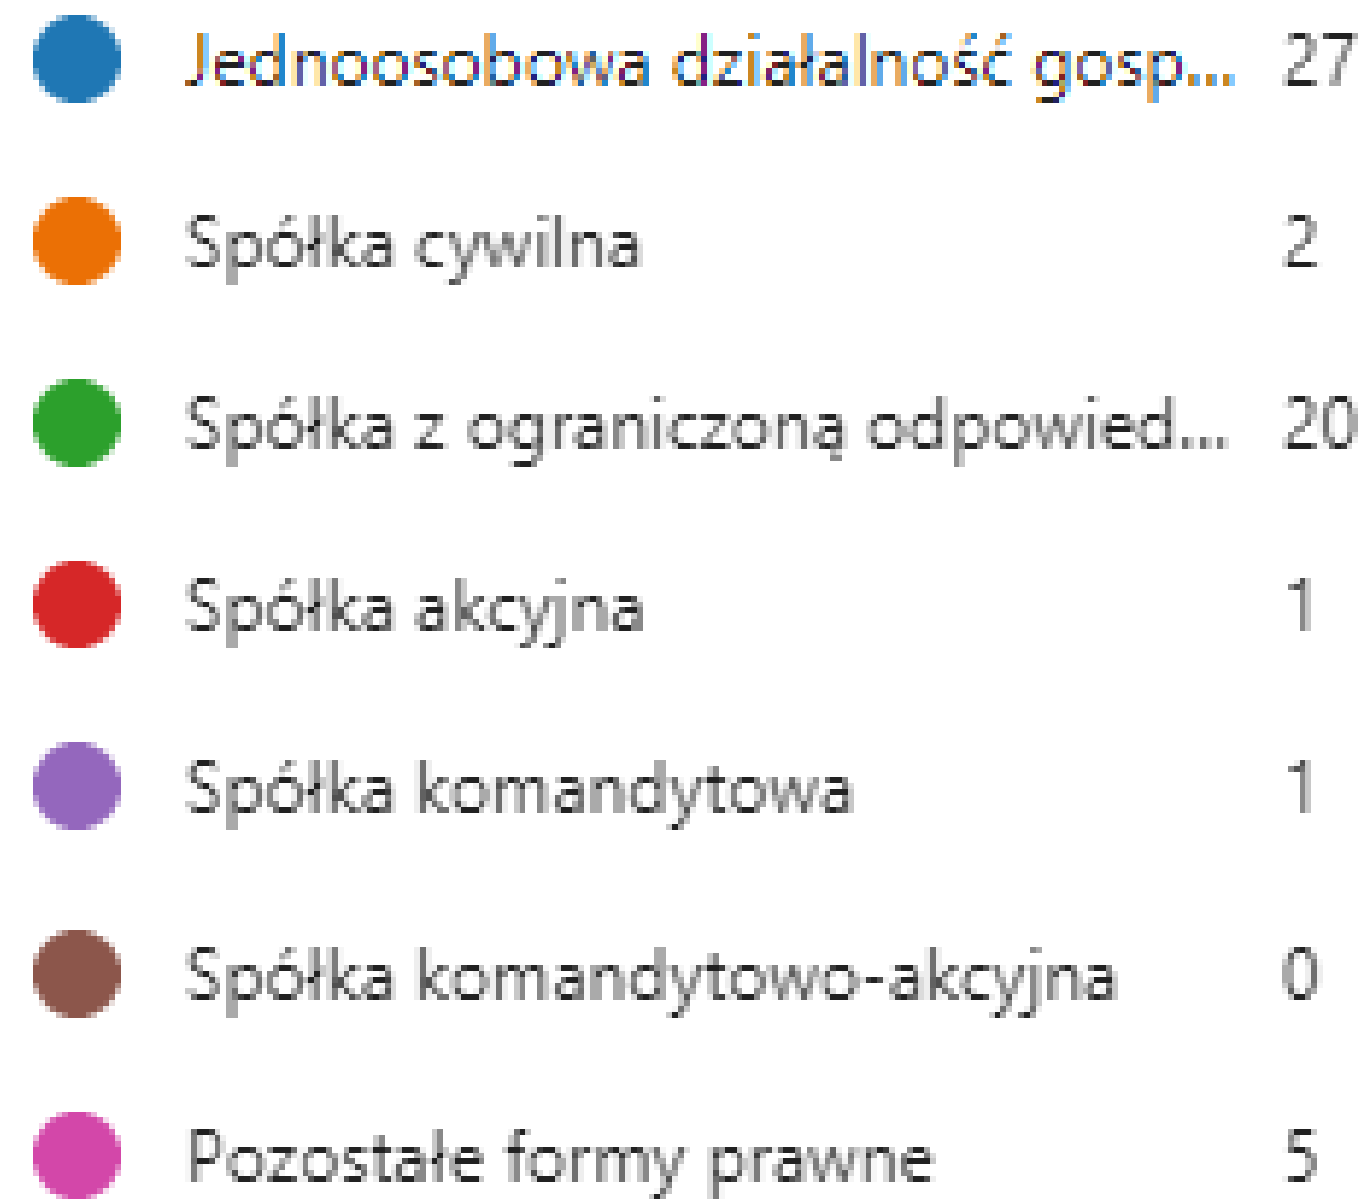 Jednoosobowa działalność gosp... 27
Spółka cywilna 2
Spółka z ograniczoną odpowied... 20
Spółka akcyjna 1
Spółka komandytowa 1
Spółka komandytowo-akcyjna 0
Pozostałe formy prawne 5